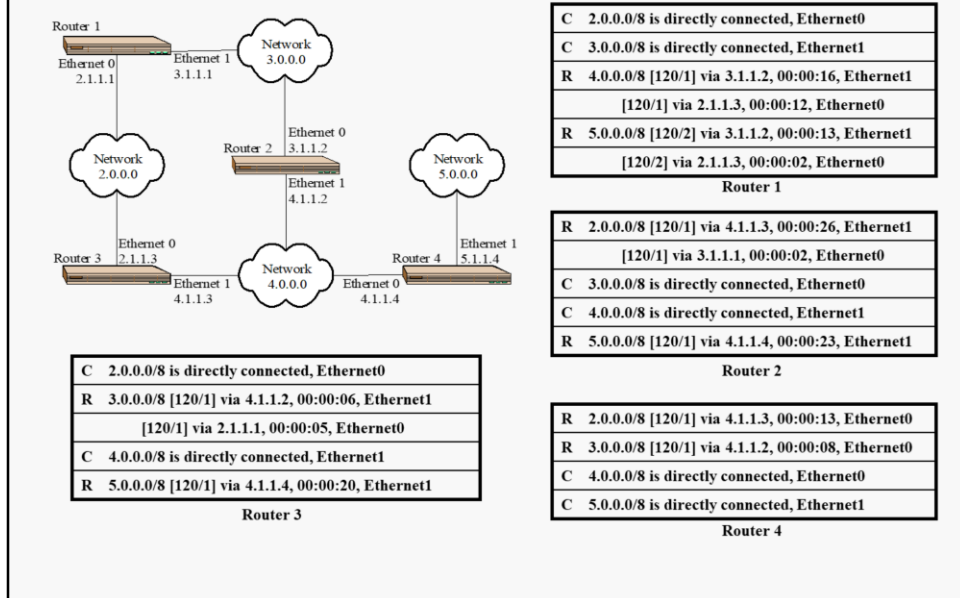 Router 1
Ethernet 0
2.1.1.1
Ethernet 1
3.1.1.1
Network
3.0.0.0
Network
2.0.0.0
Router 2
Ethernet 0
3.1.1.2
Ethernet 1
4.1.1.2
Network
5.0.0.0
Router 3
Ethernet 0
2.1.1.3
Ethernet 1
4.1.1.3
Network
4.0.0.0
Router 4
Ethernet 1
5.1.1.4
Ethernet 0
4.1.1.4
C 2.0.0.0/8 is directly connected, Ethernet0
C 3.0.0.0/8 is directly connected, Ethernet1
R 4.0.0.0/8 [120/1] via 3.1.1.2, 00:00:16, Ethernet1
[120/1] via 2.1.1.3, 00:00:12, Ethernet0
R 5.0.0.0/8 [120/2] via 3.1.1.2, 00:00:13, Ethernet1
[120/2] via 2.1.1.3, 00:00:02, Ethernet0
Router 1
R 2.0.0.0/8 [120/1] via 4.1.1.3, 00:00:26, Ethernet1
[120/1] via 3.1.1.1, 00:00:02, Ethernet0
C 3.0.0.0/8 is directly connected, Ethernet0
C 4.0.0.0/8 is directly connected, Ethernet1
R 5.0.0.0/8 [120/1] via 4.1.1.4, 00:00:23, Ethernet1
Router 2
C 2.0.0.0/8 is directly connected, Ethernet0
R 3.0.0.0/8 [120/1] via 4.1.1.2, 00:00:06, Ethernet1
[120/1] via 2.1.1.1, 00:00:05, Ethernet0
C 4.0.0.0/8 is directly connected, Ethernet1
R 5.0.0.0/8 [120/1] via 4.1.1.4, 00:00:20, Ethernet1
Router 3
R 2.0.0.0/8 [120/1] via 4.1.1.3, 00:00:13, Ethernet0
R 3.0.0.0/8 [120/1] via 4.1.1.2, 00:00:08, Ethernet0
C 4.0.0.0/8 is directly connected, Ethernet0
C 5.0.0.0/8 is directly connected, Ethernet1
Router 4